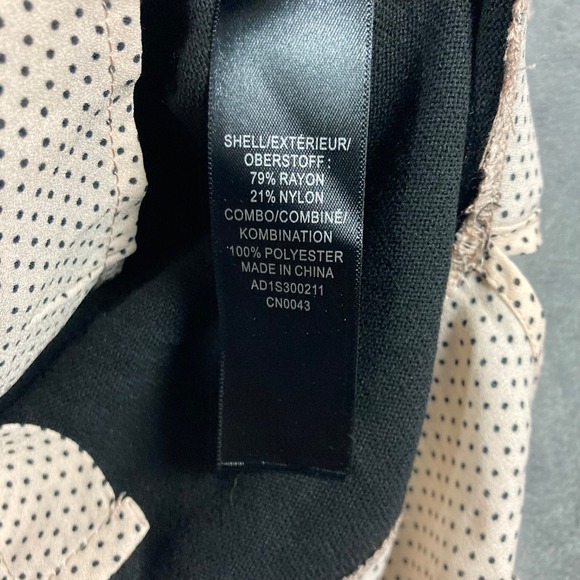 SHELL/EXTÉRIEUR/
OBERSTOFF:
79% RAYON
21% NYLON
COMBO/COMBINÉ/
KOMBINATION
100% POLYESTER
MADE IN CHINA
AD1S300211
CN0043